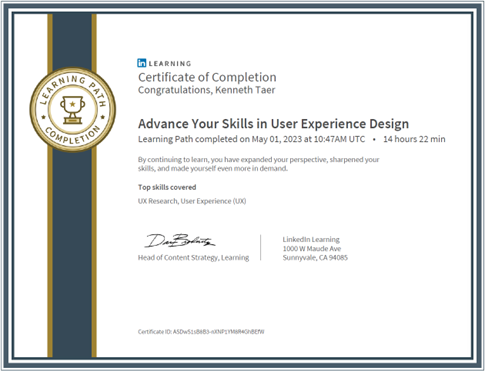 LEARNING PATH
COMPLETION
in LEARNING
Certificate of Completion
Congratulations, Kenneth Taer
Advance Your Skills in User Experience Design
Learning Path completed on May 01, 2023 at 10:47AM UTC • 14 hours 22 min
By continuing to learn, you have expanded your perspective, sharpened your
skills, and made yourself even more in demand.
Top skills covered
UX Research, User Experience (UX)
Head of Content Strategy, Learning
LinkedIn Learning
1000 W Maude Ave
Sunnyvale, CA 94085
Certificate ID: